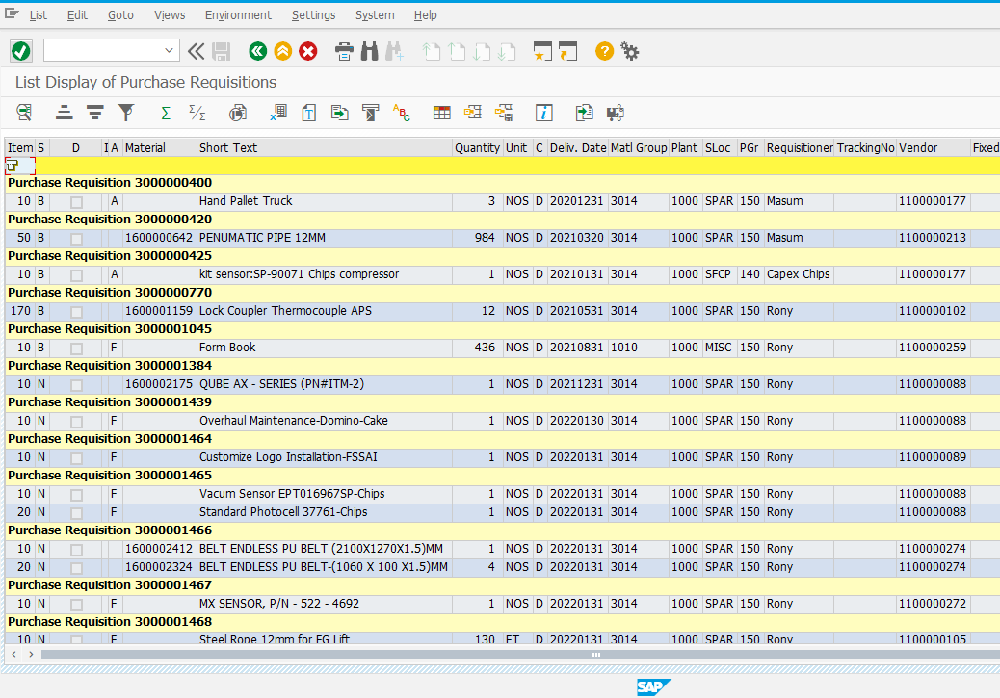 List Edit Goto Views Environment Settings System Help
List Display of Purchase Requisitions
Item S D I A Material Short Text Quantity Unit C Deliv. Date Matl Group Plant SLoc PGr Requisitioner TrackingNo Vendor Fixed
Purchase Requisition 3000000400
10 B A Hand Pallet Truck 3 NOS D 20201231 3014 1000 SPAR 150 Masum 1100000177
Purchase Requisition 3000000420
50 B 1600000642 PENUMATIC PIPE 12MM 984 NOS D 20210320 3014 1000 SPAR 150 Masum 1100000213
Purchase Requisition 3000000425
10 B A kit sensor:SP-90071 Chips compressor 1 NOS D 20210131 3014 1000 SFCP 140 Capex Chips 1100000177
Purchase Requisition 3000000770
170 B 1600001159 Lock Coupler Thermocouple APS 12 NOS D 20210531 3014 1000 SPAR 150 Rony 1100000102
Purchase Requisition 3000001045
10 B F Form Book 436 NOS D 20210831 1010 1000 MISC 150 Rony 1100000259
Purchase Requisition 3000001384
10 N 1600002175 QUBE AX - SERIES (PN#ITM-2) 1 NOS D 20211231 3014 1000 SPAR 150 Rony 1100000088
Purchase Requisition 3000001439
10 N F Overhaul Maintenance-Domino-Cake 1 NOS D 20220130 3014 1000 SPAR 150 Rony 1100000088
Purchase Requisition 3000001464
10 N F Customize Logo Installation-FSSAI 1 NOS D 20220131 3014 1000 SPAR 150 Rony 1100000089
Purchase Requisition 3000001465
10 N F Vacum Sensor EPT016967SP-Chips 1 NOS D 20220131 3014 1000 SPAR 150 Rony 1100000088
20 N F Standard Photocell 37761-Chips 1 NOS D 20220131 3014 1000 SPAR 150 Rony 1100000088
Purchase Requisition 3000001466
10 N 1600002412 BELT ENDLESS PU BELT (2100X1270X1.5)MM 1 NOS D 20220131 3014 1000 SPAR 150 Rony 1100000274
20 N 1600002324 BELT ENDLESS PU BELT-(1060 X 100 X1.5)MM 4 NOS D 20220131 3014 1000 SPAR 150 Rony 1100000274
Purchase Requisition 3000001467
10 N F MX SENSOR, P/N - 522 - 4692 1 NOS D 20220131 3014 1000 SPAR 150 Rony 1100000272
Purchase Requisition 3000001468
10 N F Steel Rope 12mm for FG Lift 130 FT D 20220131 3014 1000 SPAR 150 Rony 1100000105
SAP